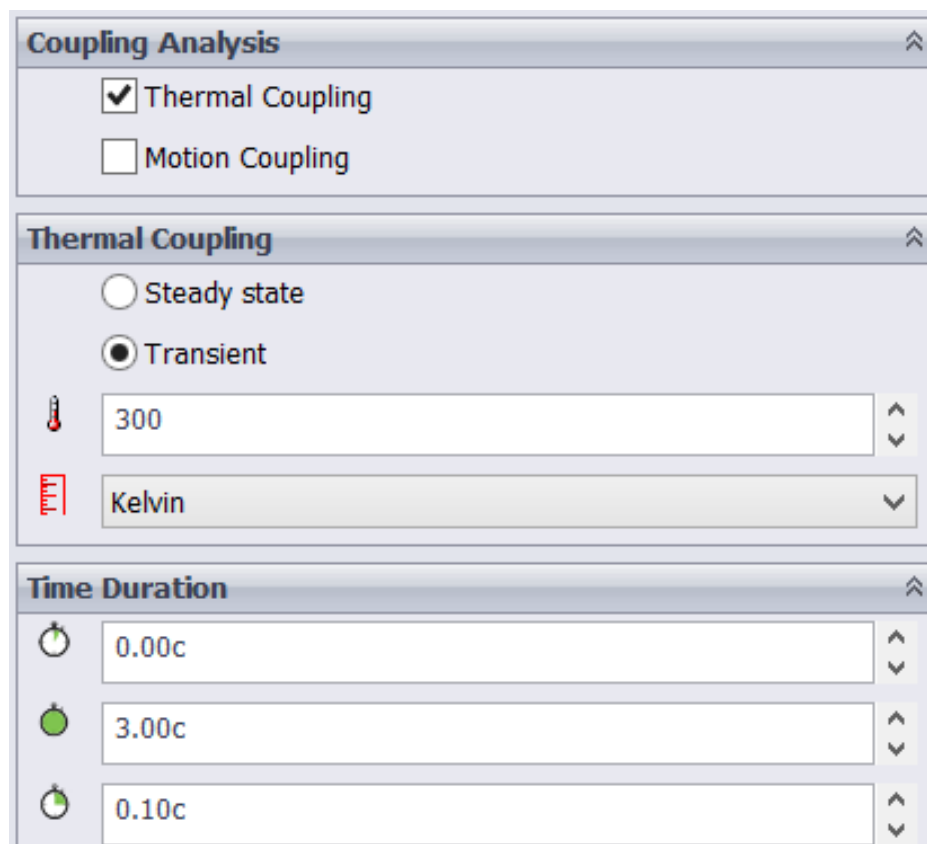 Coupling Analysis
Thermal Coupling
Motion Coupling
Thermal Coupling
Steady state
Transient
300
Kelvin
Time Duration
0.00c
3.00c
0.10c